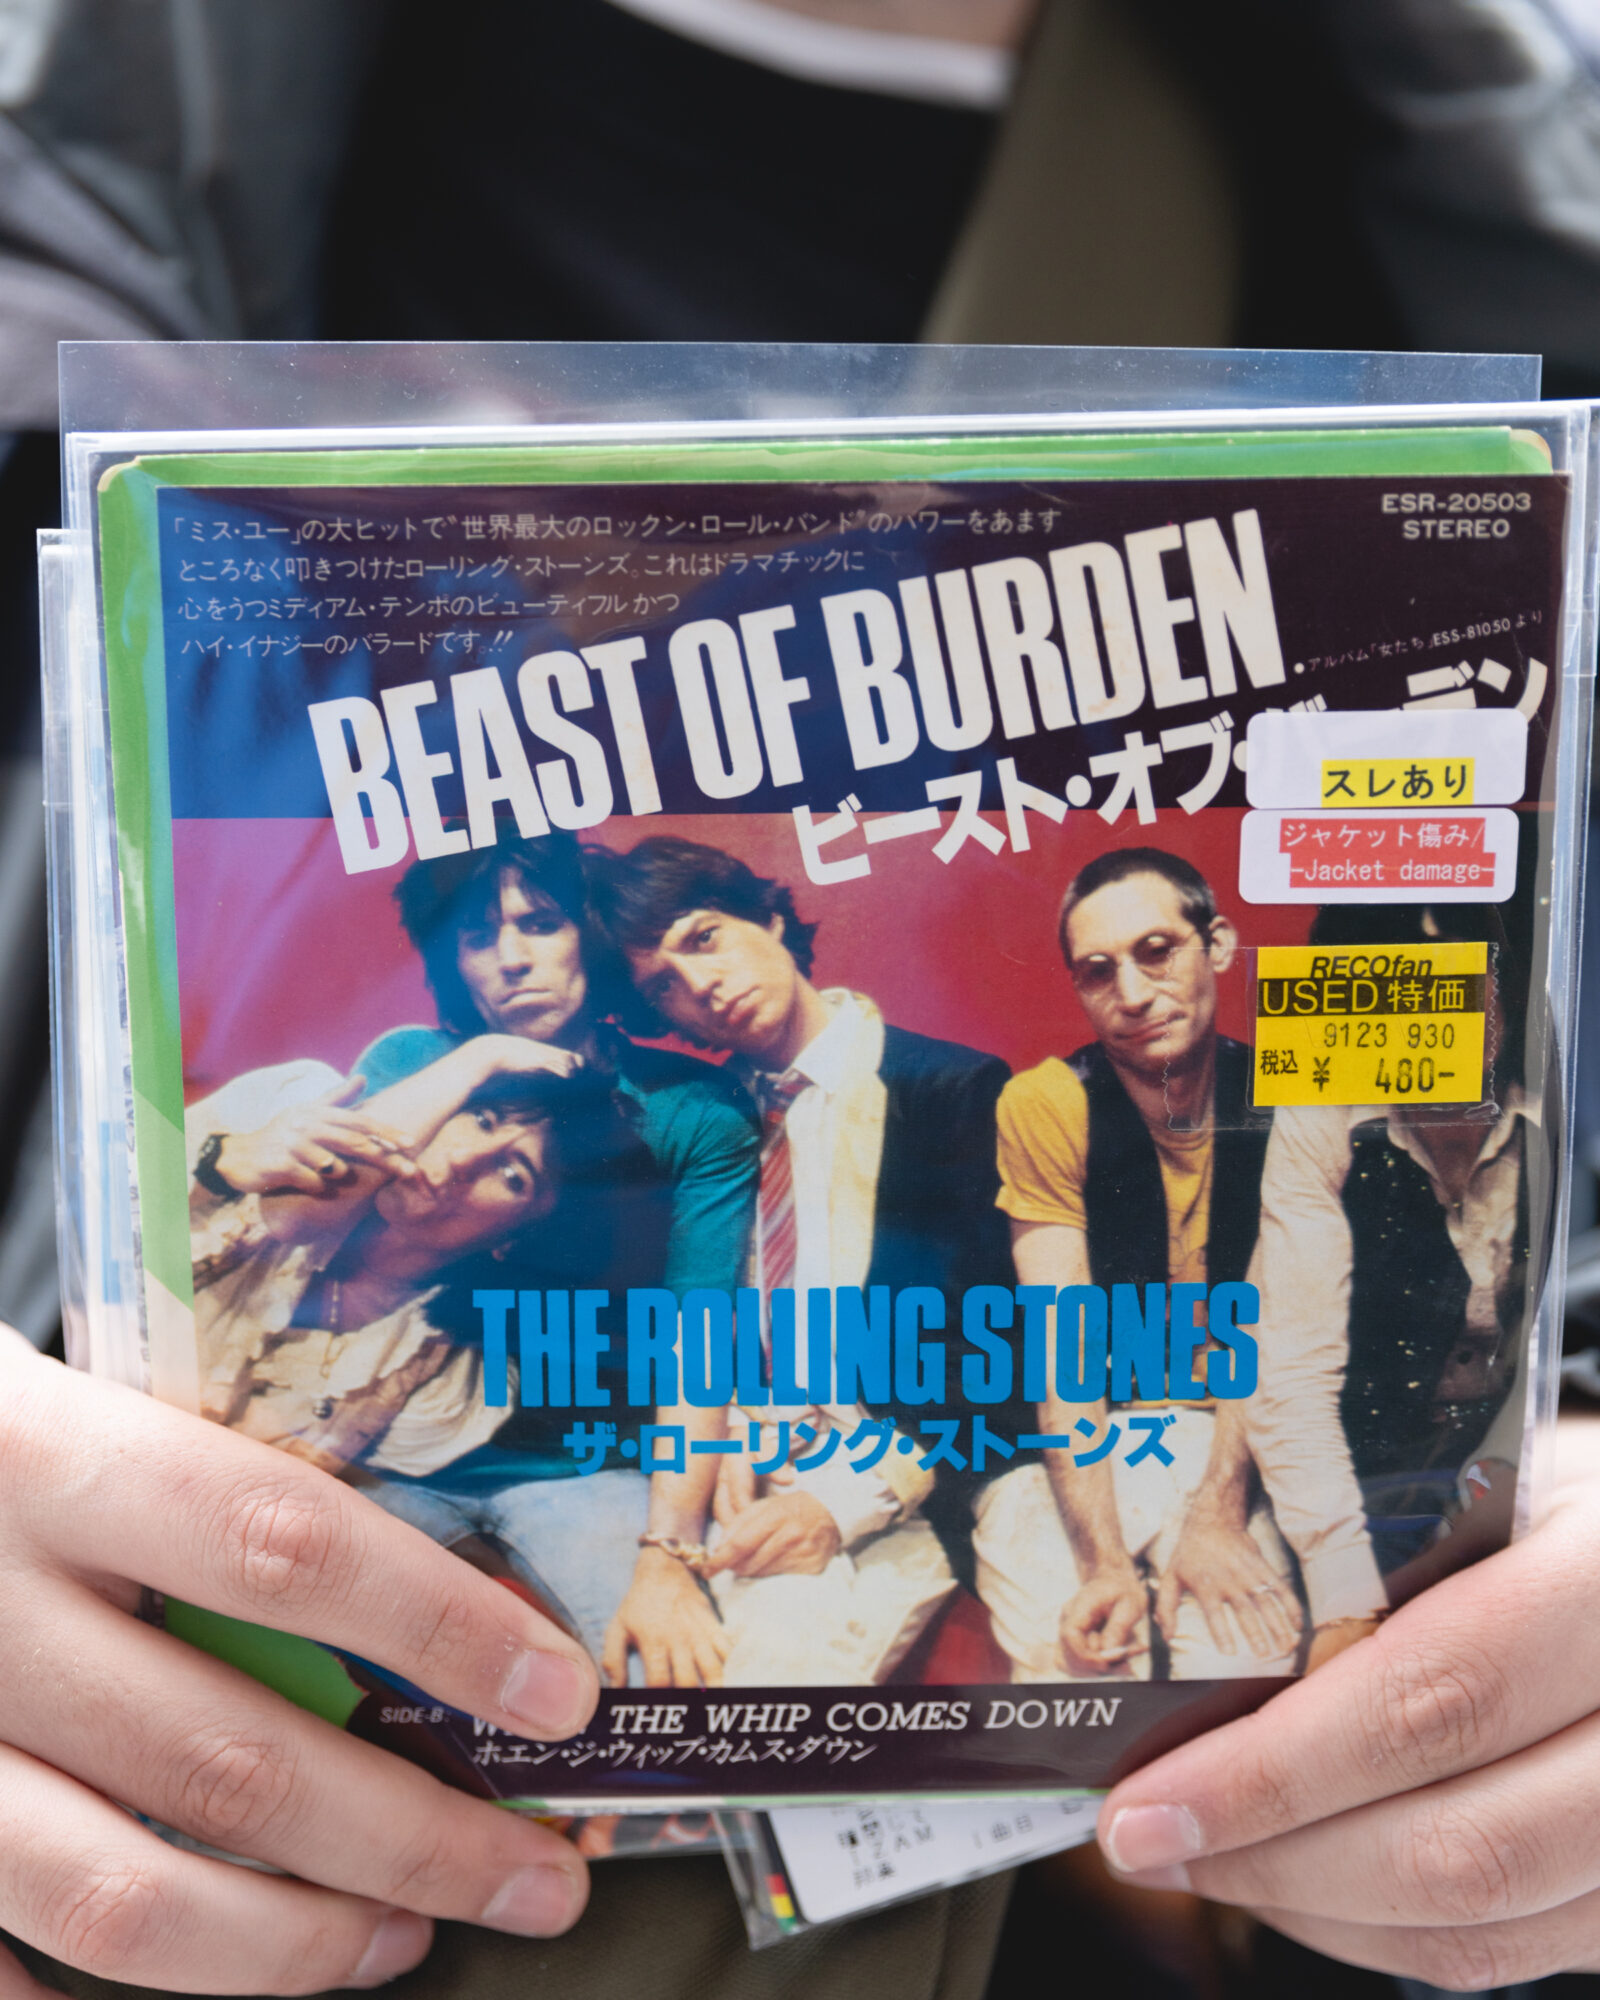 「ミス・ユー」の大ヒットで“世界最大のロックン・ロール・バンド”のパワーをあます
ところなく叩きつけたローリング・ストーンズ。これはドラマチックに
心をうつミディアム・テンポのビューティフルかつ
ハイ・イナジーのバラードです。!!
ESR-20503
STEREO
BEAST OF BURDEN
・アルバム「女たち」ESS-81050より
ビースト・オブ・バーデン
スレあり
ジャケット傷み/
-Jacket damage-
RECOfan
USED 特価
9123 930
税込 ¥ 480-
THE ROLLING STONES
ザ・ローリング・ストーンズ
SIDE-B: THE WHIP COMES DOWN
ホエン・ジ・ウィップ・カムス・ダウン